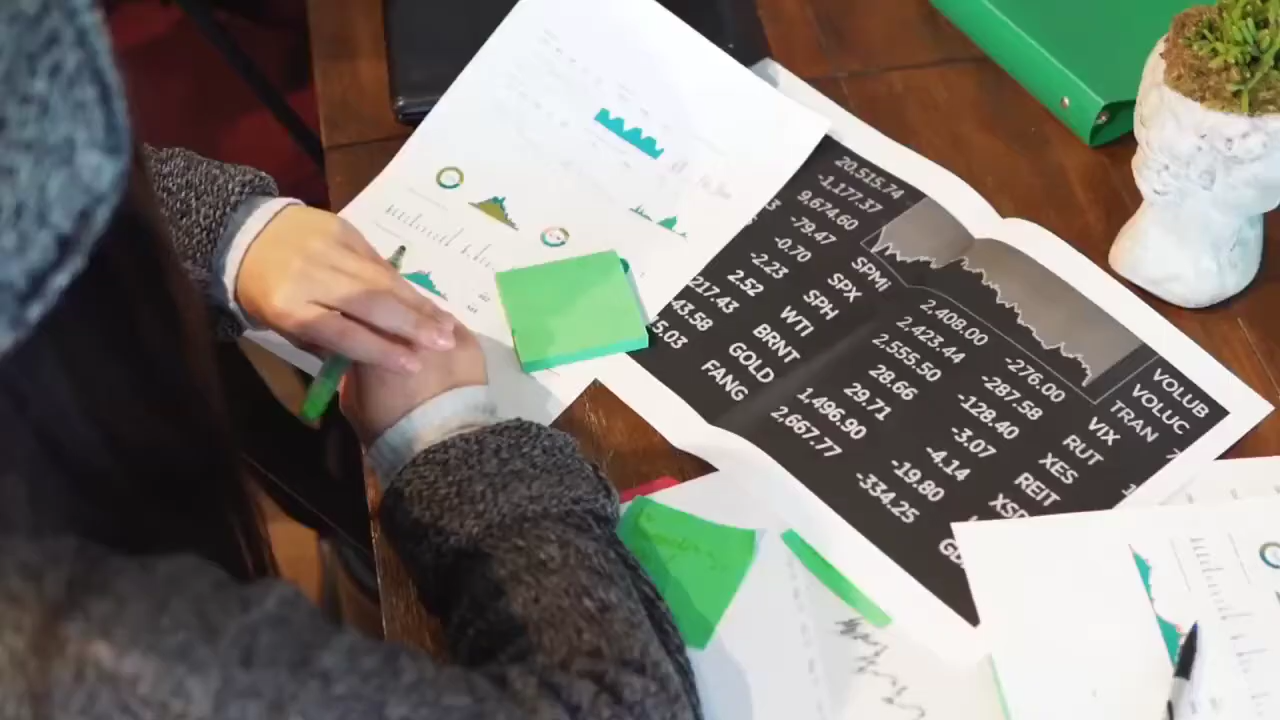 20,515.74
-1,177.37
9,674.60
VOLUB
VOLUC
TRAN
-79.47 SPMi 2,408.00 -276.00 VIX
-0.70 SPX 2,423.44 -287.58 RUT
-2.23 SPH 2,555.50 -128.40 XES
2.52 WTI 28.66 -3.07 REIT
217.43 BRNT 29.71 -4.14 XSD
43.58 GOLD 1,496.90 -19.80
5.03 FANG 2,667.77 -334.25